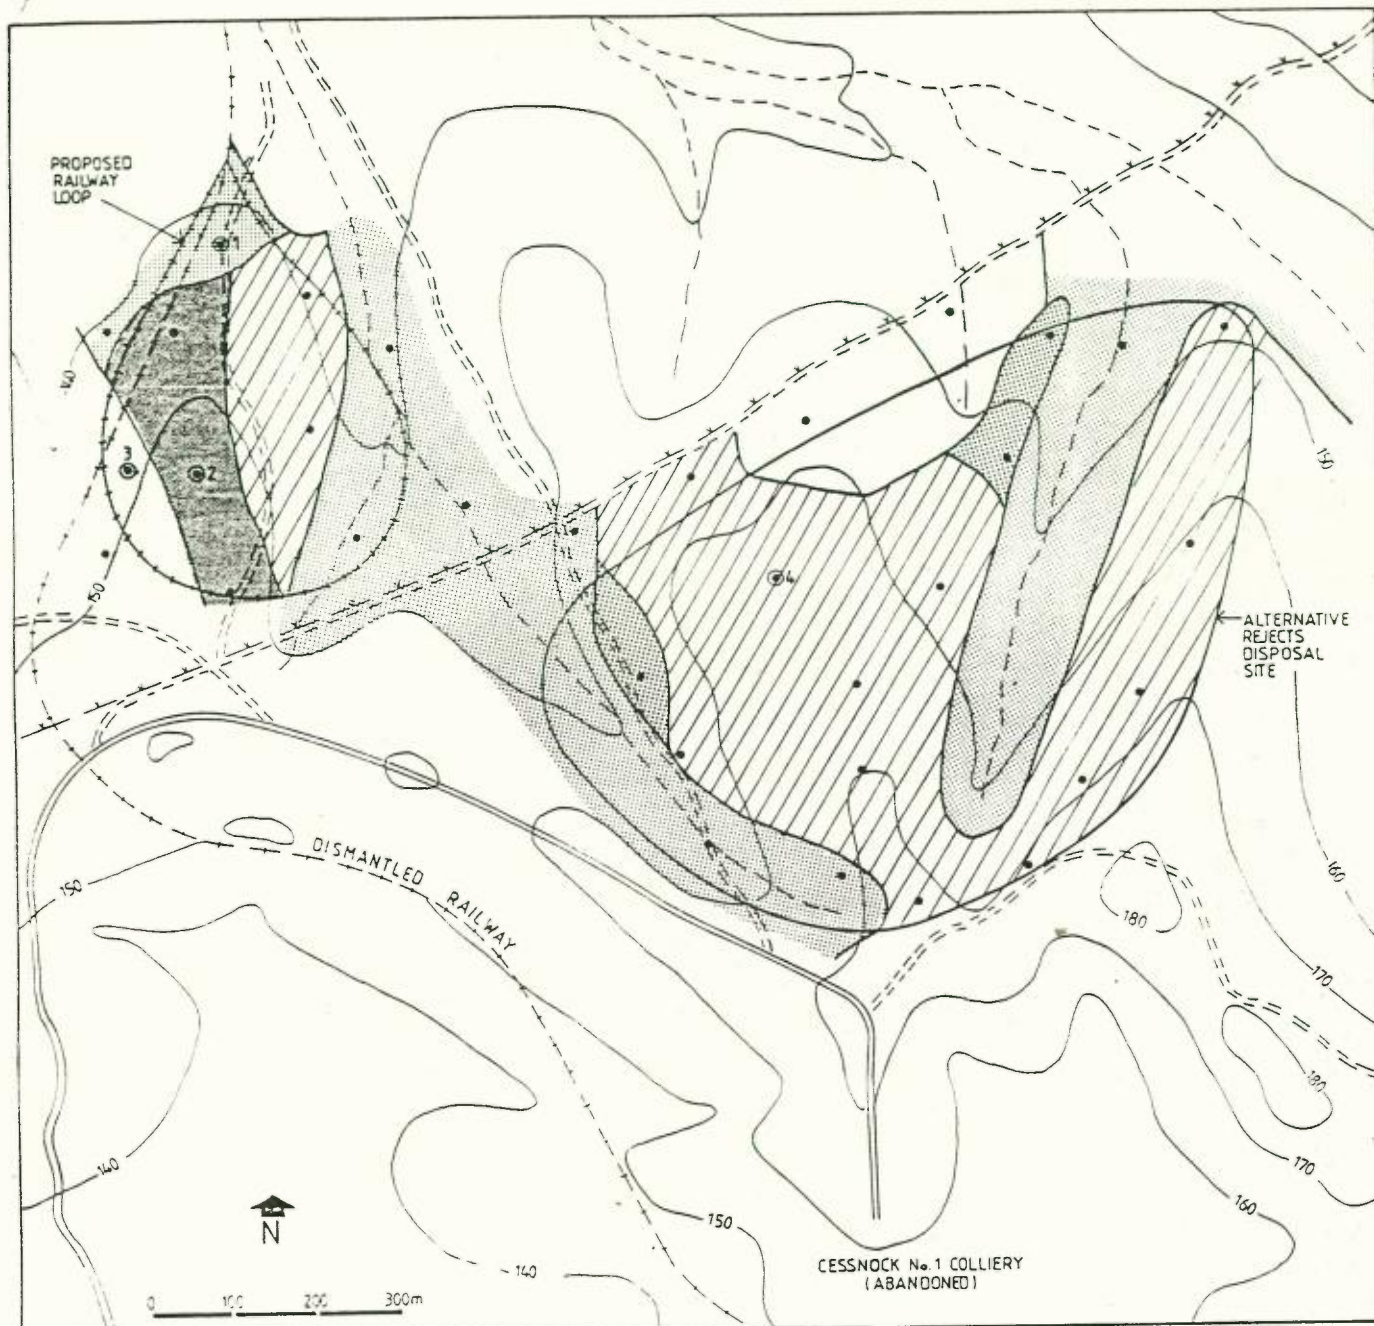 PROPOSED
RAILWAY
LOOP
1
140
3
2
150
150
4
ALTERNATIVE
REJECTS
DISPOSAL
SITE
DISMANTLED RAILWAY
150
160
180
170
180
140
170
160
150
N
140
CESSNOCK No.1 COLLIERY
(ABANDONED)
0 100 200 300m